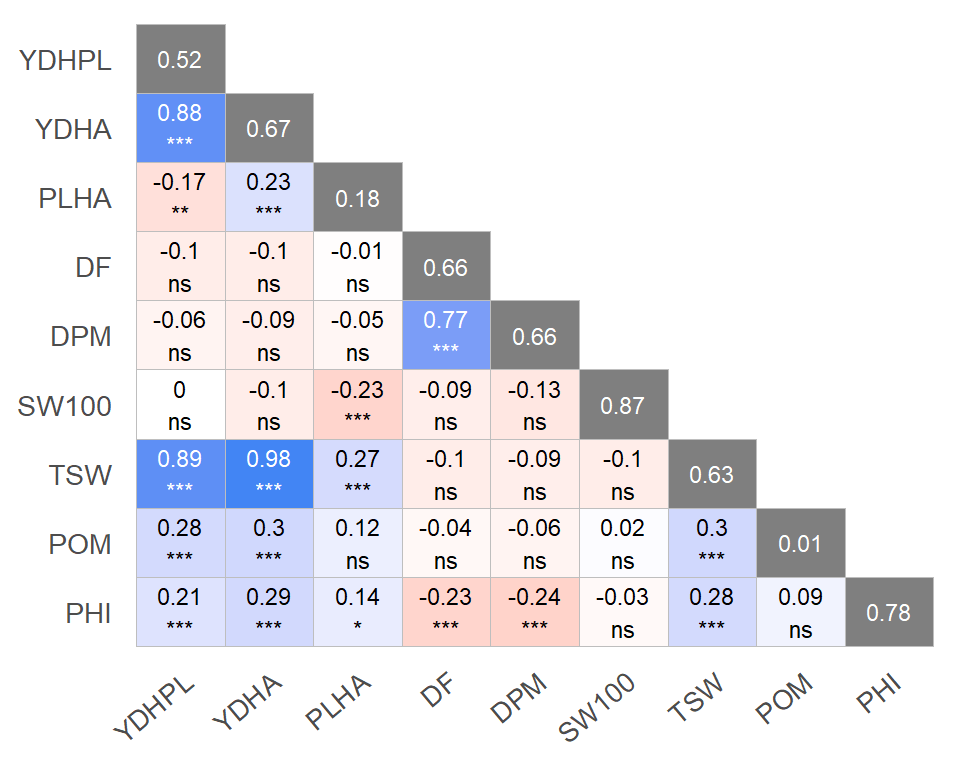 YDHPL 0.52
YDHA 0.88 0.67
***
PLHA -0.17 0.23 0.18
** ***
DF -0.1 -0.1 -0.01 0.66
ns ns ns
DPM -0.06 -0.09 -0.05 0.77 0.66
ns ns ns ***
SW100 0 -0.1 -0.23 -0.09 -0.13 0.87
ns ns *** ns ns
TSW 0.89 0.98 0.27 -0.1 -0.09 -0.1 0.63
*** *** *** ns ns ns
POM 0.28 0.3 0.12 -0.04 -0.06 0.02 0.3 0.01
*** *** ns ns ns ns ***
PHI 0.21 0.29 0.14 -0.23 -0.24 -0.03 0.28 0.09 0.78
*** *** * *** *** ns *** ns
YDHPL YDHA PLHA DF DPM SW100 TSW POM PHI